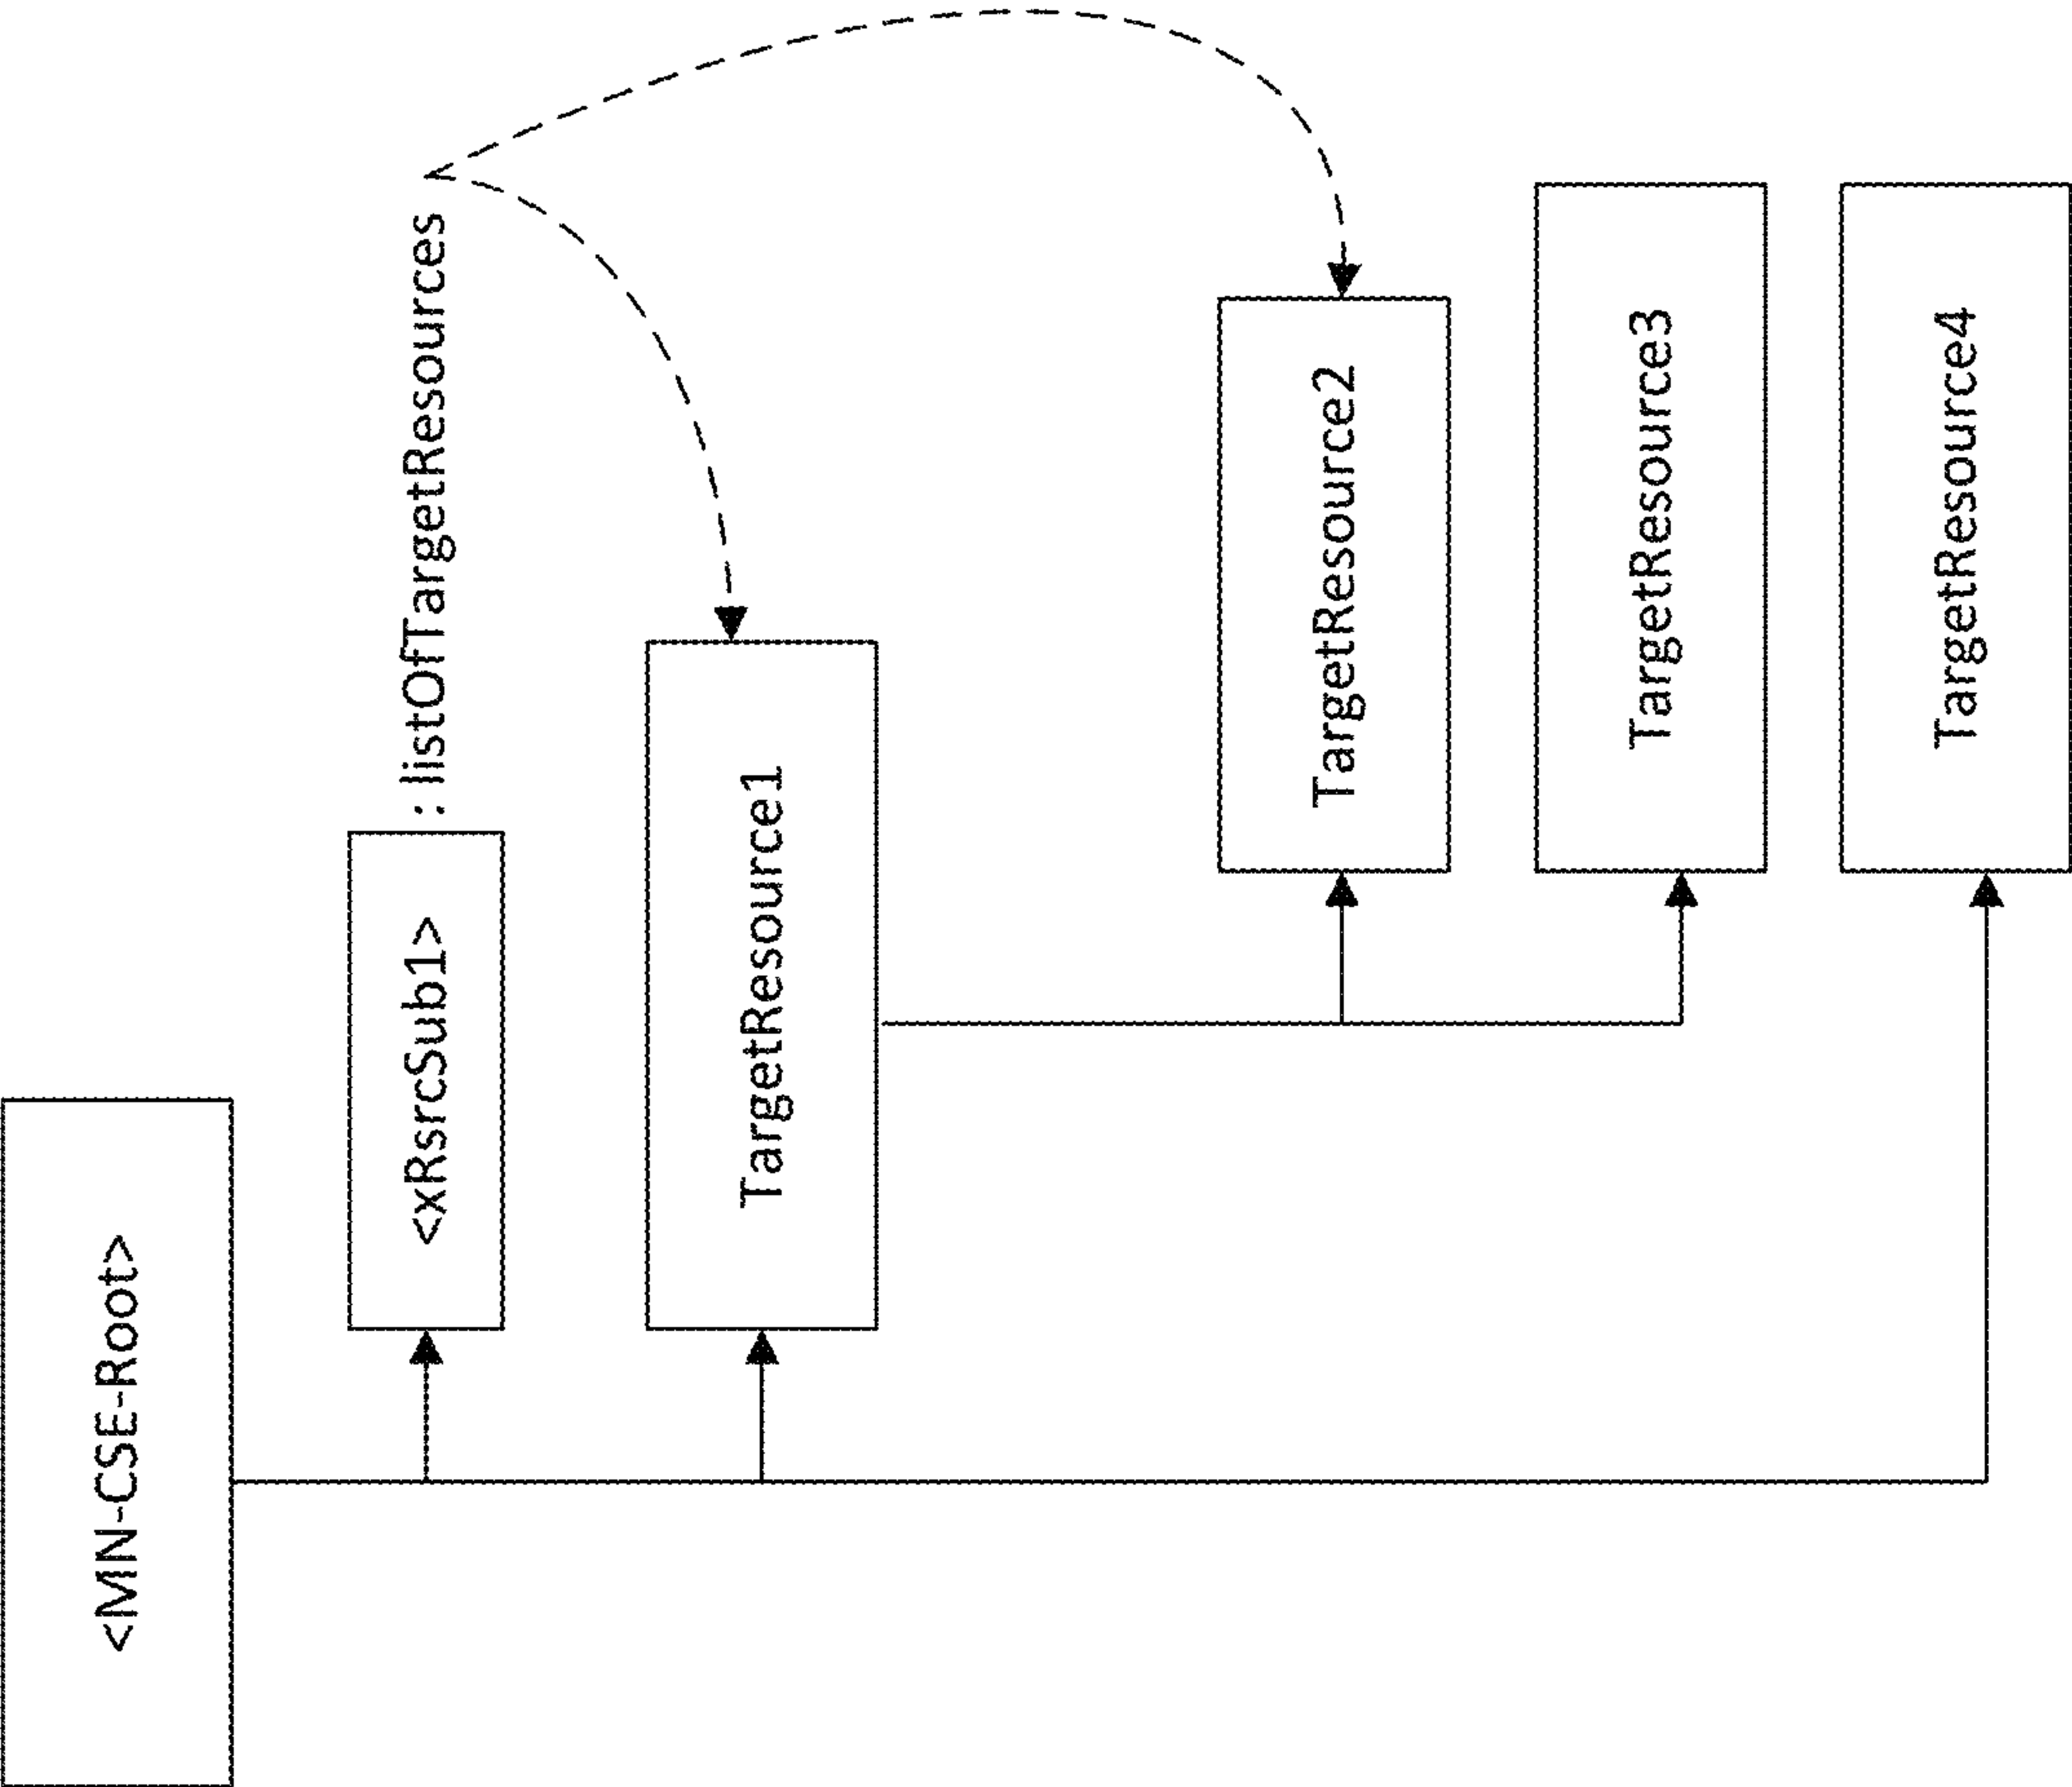 <MN-CSE-Root>
<xRsrcSub1> : listOfTargetResources
TargetResource1
TargetResource2
TargetResource3
TargetResource4